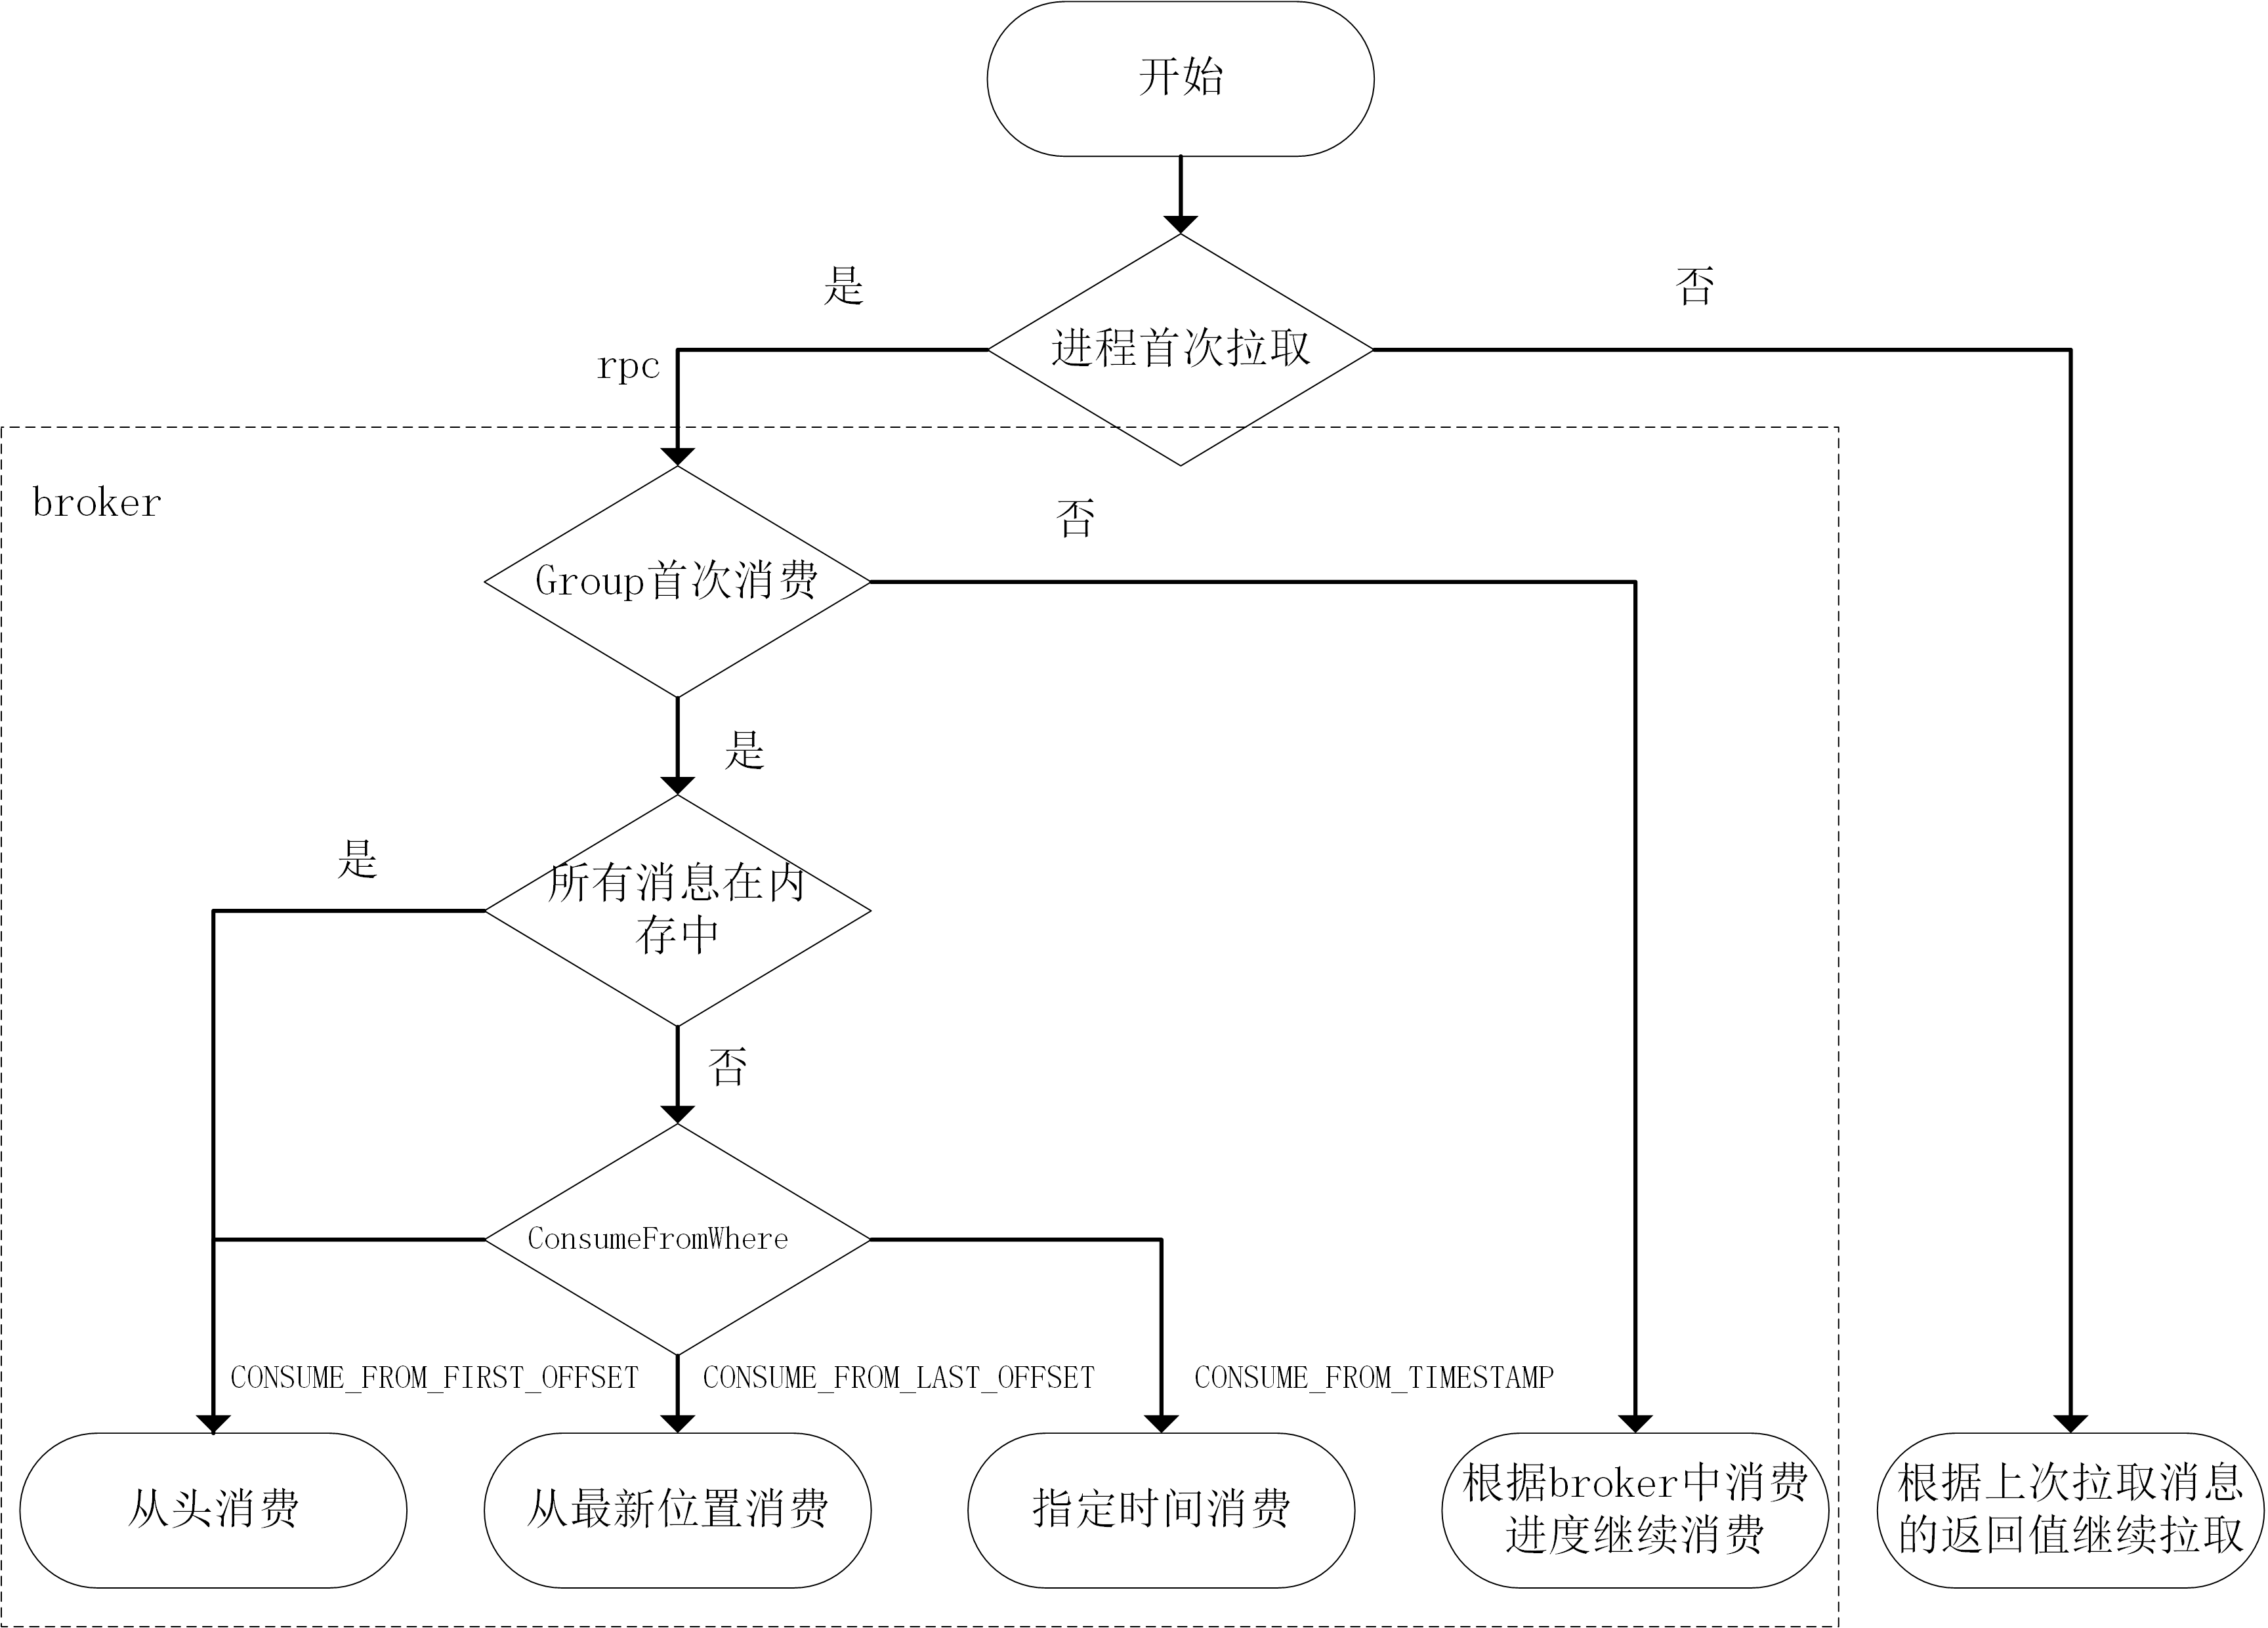 开始
是
否
进程首次拉取
rpc
broker
否
Group首次消费
是
是
所有消息在内
存中
否
ConsumeFromWhere
CONSUME_FROM_FIRST_OFFSET
CONSUME_FROM_LAST_OFFSET
CONSUME_FROM_TIMESTAMP
从头消费
从最新位置消费
指定时间消费
根据broker中消费
进度继续消费
根据上次拉取消息
的返回值继续拉取